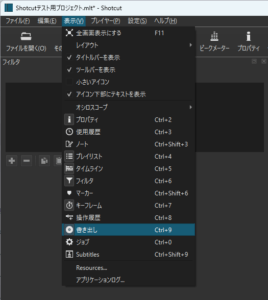 Shotcutテスト用プロジェクト.mlt* - Shotcut
ファイル(F) 編集(E) 表示(V) プレイヤー(P) 設定(S) ヘルプ(H)
全画面表示にする F11
レイアウト
タイトルバーを表示
ツールバーを表示
小さいアイコン
アイコン下部にテキストを表示
オシロスコープ
プロパティ Ctrl+2
使用履歴 Ctrl+3
ノート Ctrl+Shift+3
プレイリスト Ctrl+4
タイムライン Ctrl+5
フィルタ Ctrl+6
マーカー Ctrl+Shift+6
キーフレーム Ctrl+7
操作履歴 Ctrl+8
書き出し Ctrl+9
ジョブ Ctrl+0
Subtitles Ctrl+Shift+9
Resources...
アプリケーションログ...
ファイルを開く(O)
ピークメーター
プロパティ
フィルタ